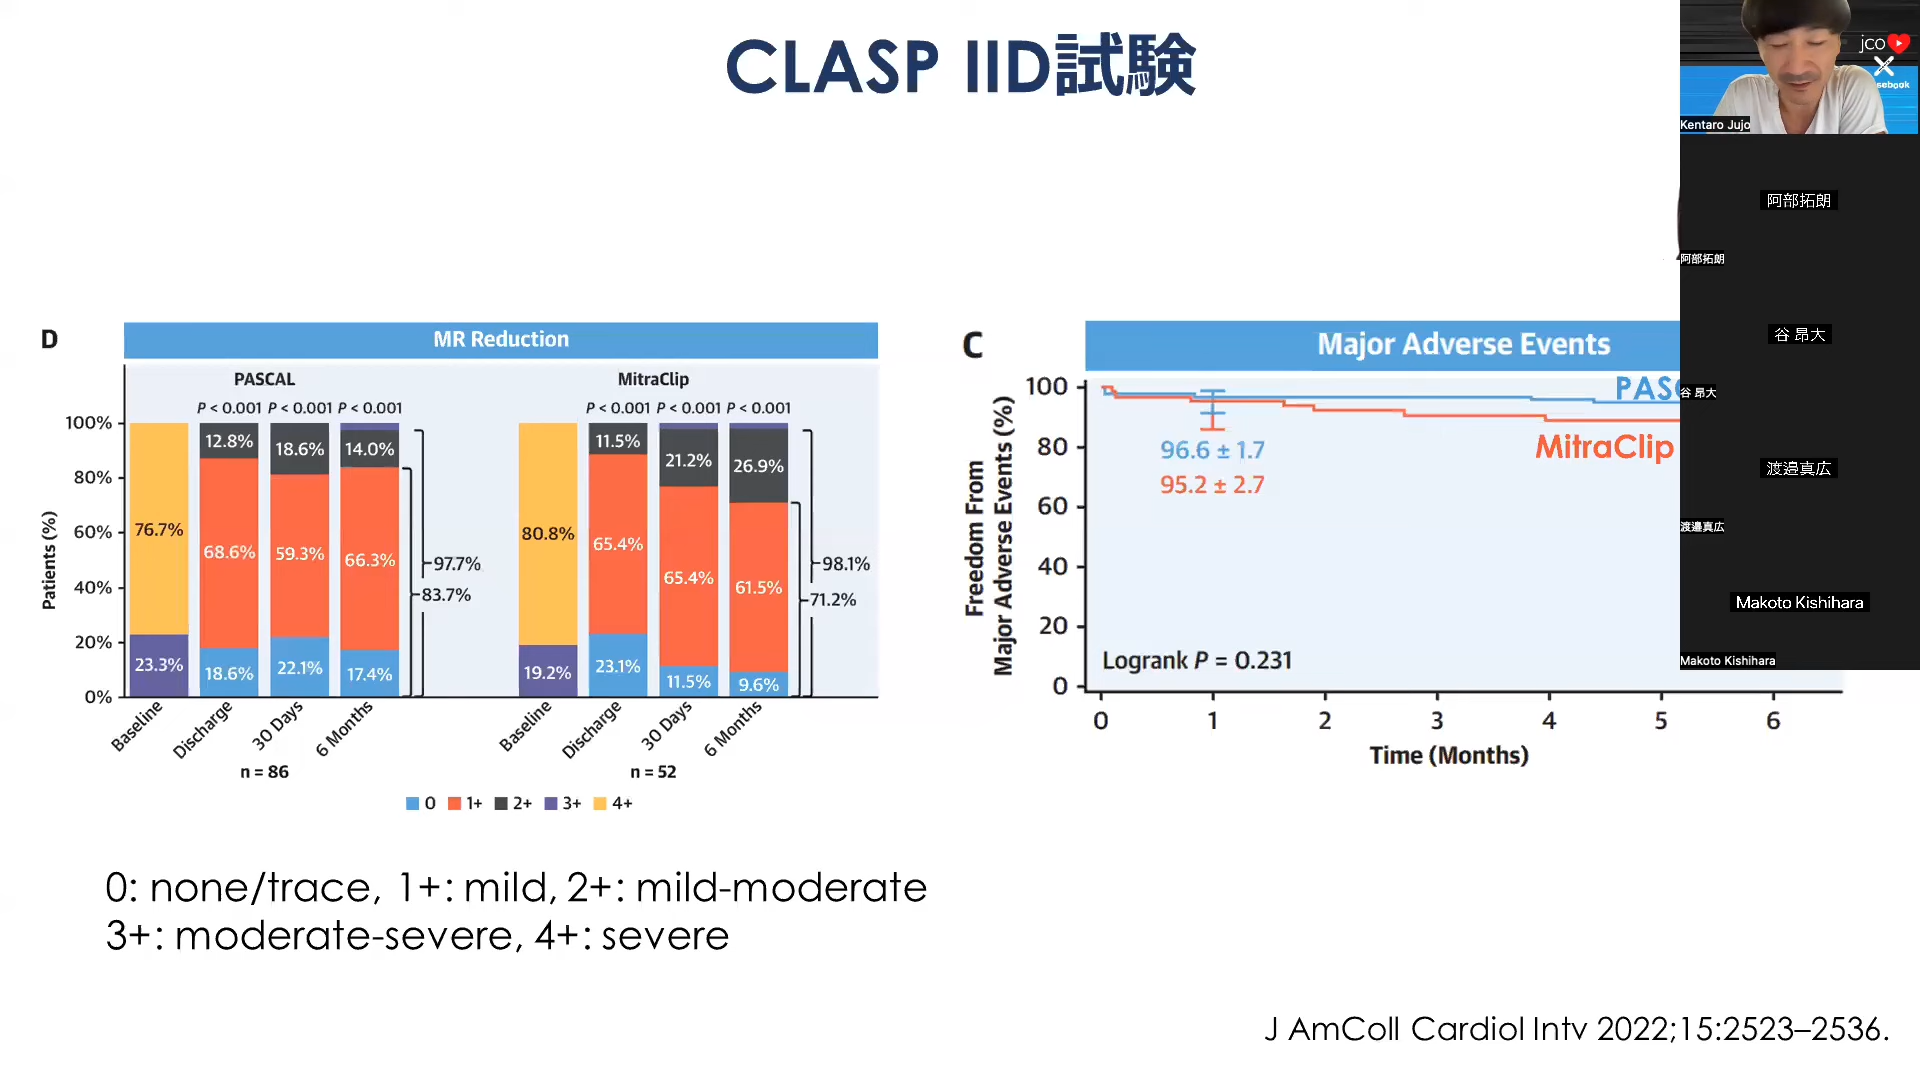 CLASP IID試験
D
MR Reduction
PASCAL
P < 0.001 P < 0.001 P < 0.001
MitraClip
P < 0.001 P < 0.001 P < 0.001
Patients (%)
100%
80%
60%
40%
20%
0%
76.7%
23.3%
12.8%
68.6%
18.6%
18.6%
59.3%
22.1%
14.0%
66.3%
17.4%
97.7%
83.7%
80.8%
19.2%
11.5%
65.4%
23.1%
21.2%
65.4%
11.5%
26.9%
61.5%
9.6%
98.1%
71.2%
Baseline
Discharge
30 Days
6 Months
Baseline
Discharge
30 Days
6 Months
n = 86
n = 52
0 1+ 2+ 3+ 4+
C
Major Adverse Events
Freedom From
Major Adverse Events (%)
100
80
60
40
20
0
PASC
MitraClip
96.6 ± 1.7
95.2 ± 2.7
Logrank P = 0.231
0 1 2 3 4 5 6
Time (Months)
0: none/trace, 1+: mild, 2+: mild-moderate
3+: moderate-severe, 4+: severe
J AmColl Cardiol Intv 2022;15:2523–2536.
jco
sebook
Kentaro Jujo
阿部拓朗
阿部拓朗
谷 昂大
谷 昂大
渡邉真広
渡邉真広
Makoto Kishihara
Makoto Kishihara